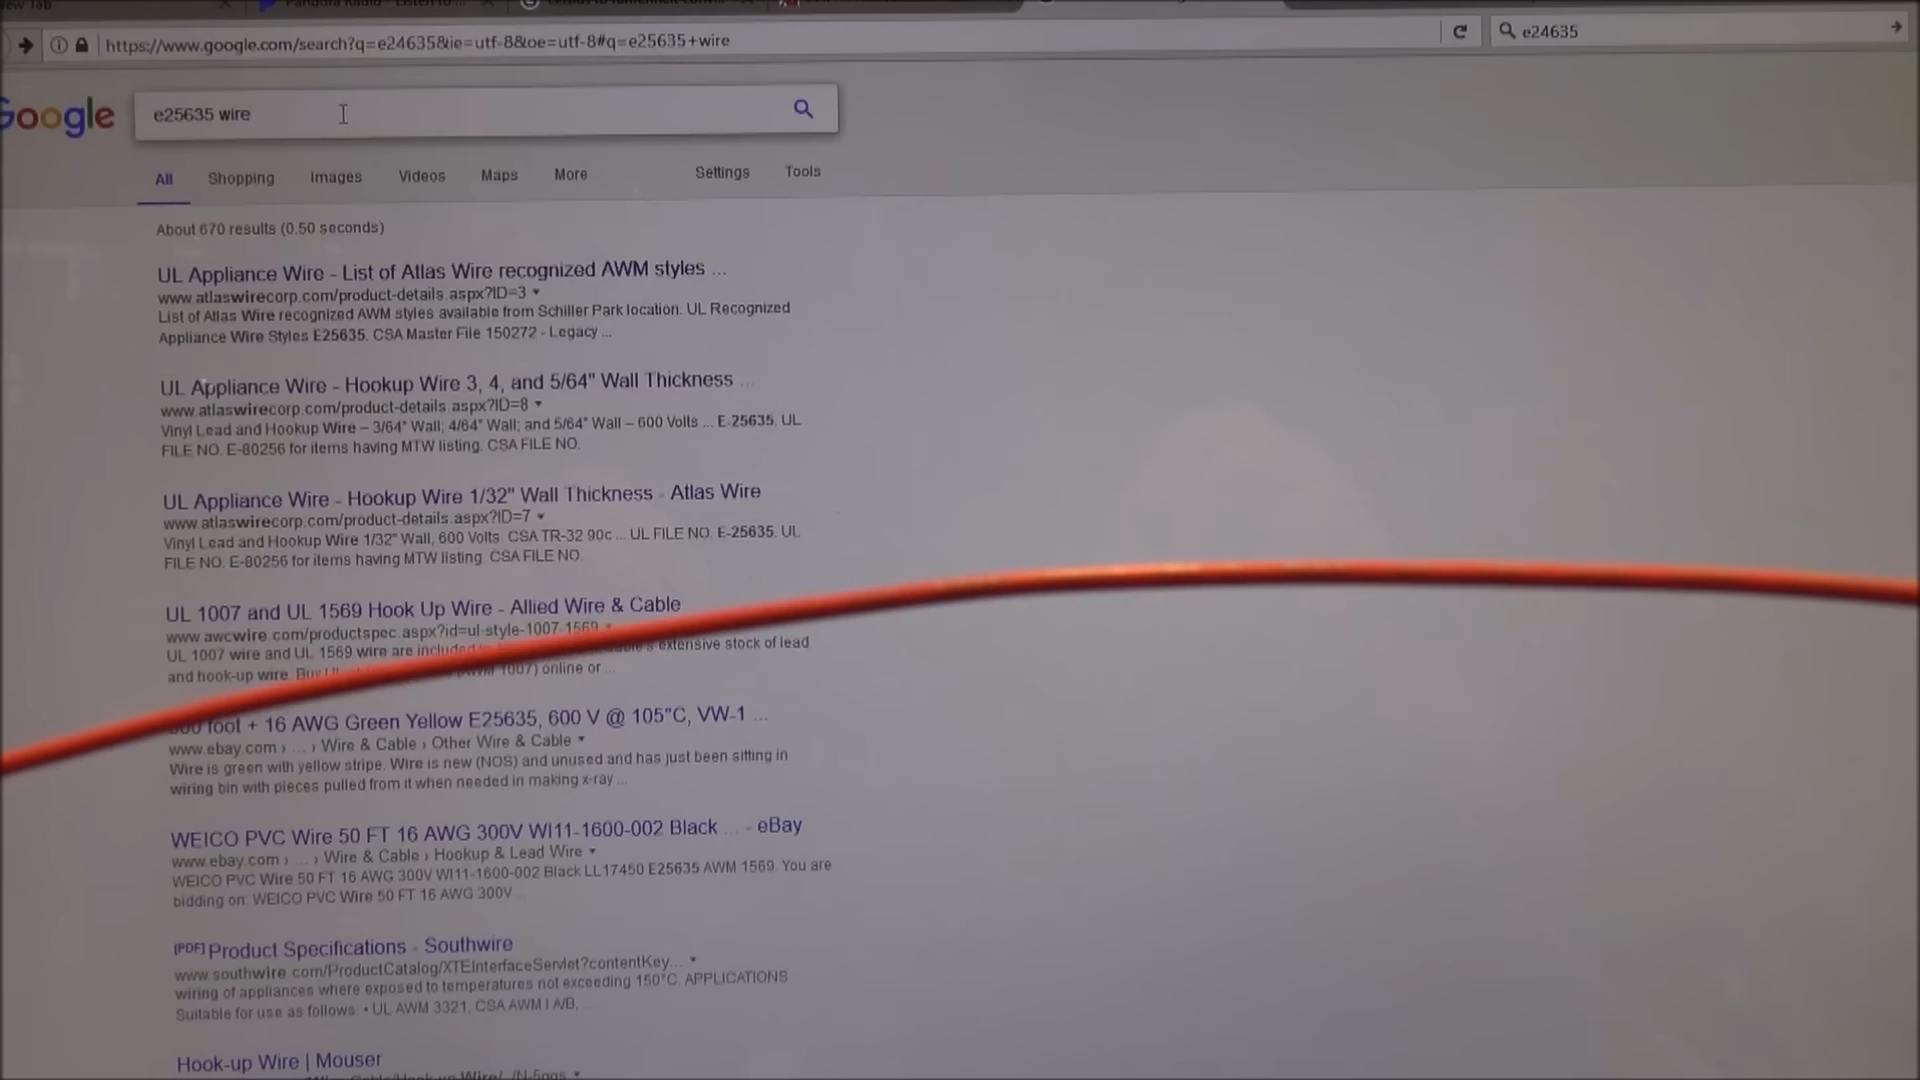 New Tab
Pandora Radio - Listen to
https://www.google.com/search?q=e24635&ie=utf-8&oe=utf-8#q=e25635+wire
e24635
Google
e25635 wire
All Shopping Images Videos Maps More Settings Tools
About 670 results (0.50 seconds)
UL Appliance Wire - List of Atlas Wire recognized AWM styles ...
www.atlaswirecorp.com/product-details.aspx?ID=3
List of Atlas Wire recognized AWM styles available from Schiller Park location. UL Recognized
Appliance Wire Styles E25635. CSA Master File 150272 - Legacy ...
UL Appliance Wire - Hookup Wire 3, 4, and 5/64" Wall Thickness ...
www.atlaswirecorp.com/product-details.aspx?ID=8
Vinyl Lead and Hookup Wire – 3/64" Wall; 4/64" Wall; and 5/64" Wall – 600 Volts ... E-25635. UL
FILE NO. E-80256 for items having MTW listing. CSA FILE NO.
UL Appliance Wire - Hookup Wire 1/32" Wall Thickness - Atlas Wire
www.atlaswirecorp.com/product-details.aspx?ID=7
Vinyl Lead and Hookup Wire 1/32" Wall, 600 Volts. CSA TR-32 90c ... UL FILE NO. E-25635. UL
FILE NO. E-80256 for items having MTW listing. CSA FILE NO.
UL 1007 and UL 1569 Hook Up Wire - Allied Wire & Cable
www.awcwire.com/productspec.aspx?id=ul-style-1007-1569
UL 1007 wire and UL 1569 wire are included extensive stock of lead
and hook-up wire. Buy 1007) online or ...
foot + 16 AWG Green Yellow E25635, 600 V @ 105"C, VW-1 ...
www.ebay.com › ... › Wire & Cable › Other Wire & Cable
Wire is green with yellow stripe. Wire is new (NOS) and unused and has just been sitting in
wiring bin with pieces pulled from it when needed in making x-ray ...
WEICO PVC Wire 50 FT 16 AWG 300V WI11-1600-002 Black ... - eBay
www.ebay.com › ... › Wire & Cable › Hookup & Lead Wire
WEICO PVC Wire 50 FT 16 AWG 300V WI11-1600-002 Black LL17450 E25635 AWM 1569. You are
bidding on: WEICO PVC Wire 50 FT 16 AWG 300V ...
[PDF] Product Specifications - Southwire
www.southwire.com/ProductCatalog/XTEInterfaceServlet?contentKey...
wiring of appliances where exposed to temperatures not exceeding 150°C. APPLICATIONS
Suitable for use as follows: • UL AWM 3321, CSA AWM I A/B,
Hook-up Wire | Mouser